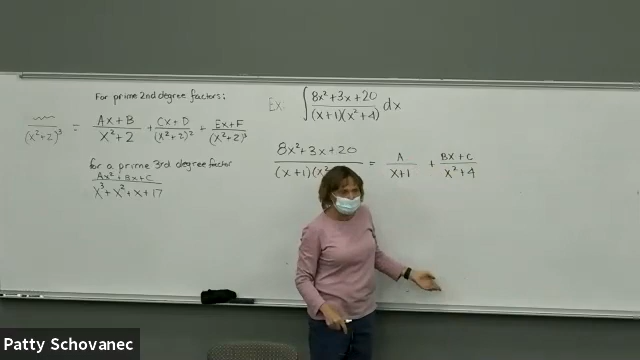 For prime 2nd degree factors:
/(x²+2)³ = (Ax+B)/(x²+2) + (Cx+D)/(x²+2)² + (Ex+F)/(x²+2)³
for a prime 3rd degree factor
(Ax²+Bx+C)/(x³+x²+x+17)
Ex: ∫ (8x²+3x+20)/((x+1)(x²+4)) dx
(8x²+3x+20)/((x+1)(x² = A/(x+1) + (Bx+C)/(x²+4)
Patty Schovanec